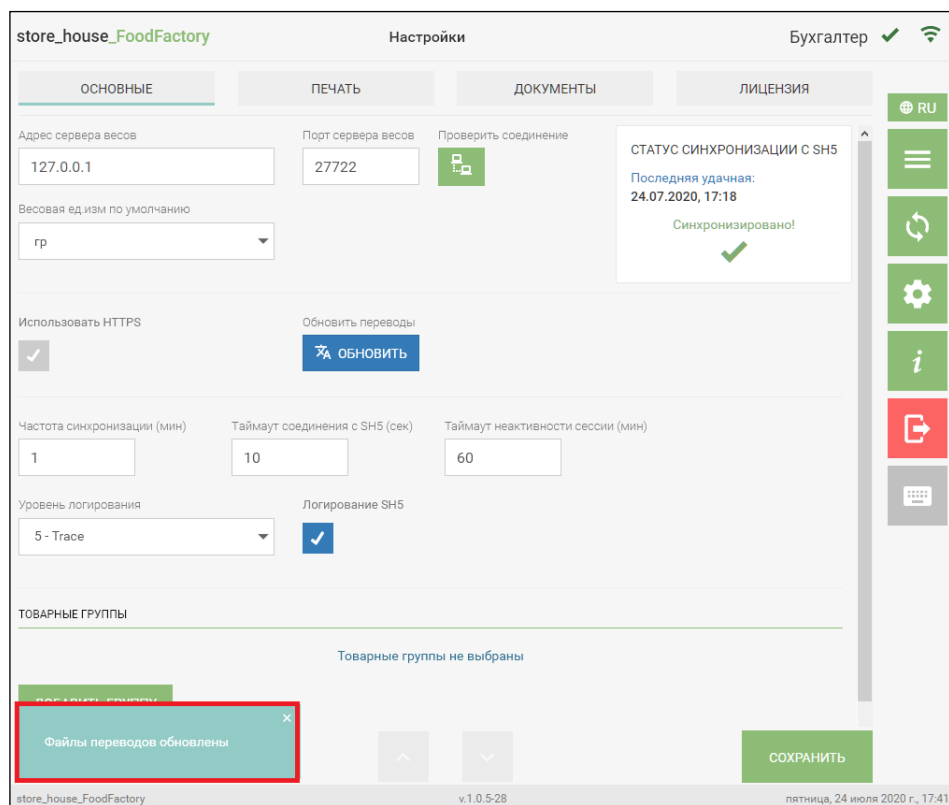 store_house_FoodFactory
Настройки
Бухгалтер
ОСНОВНЫЕ
ПЕЧАТЬ
ДОКУМЕНТЫ
ЛИЦЕНЗИЯ
RU
Адрес сервера весов
Порт сервера весов
Проверить соединение
127.0.0.1
27722
СТАТУС СИНХРОНИЗАЦИИ С SH5
Последняя удачная:
24.07.2020, 17:18
Синхронизировано!
Весовая ед.изм по умолчанию
гр
Использовать HTTPS
Обновить переводы
ОБНОВИТЬ
Частота синхронизации (мин)
Таймаут соединения с SH5 (сек)
Таймаут неактивности сессии (мин)
1
10
60
Уровень логирования
Логирование SH5
5 - Trace
ТОВАРНЫЕ ГРУППЫ
Товарные группы не выбраны
ДОБАВИТЬ ГРУППУ
Файлы переводов обновлены
СОХРАНИТЬ
store_house_FoodFactory
v.1.0.5-28
пятница, 24 июля 2020 г., 17:41